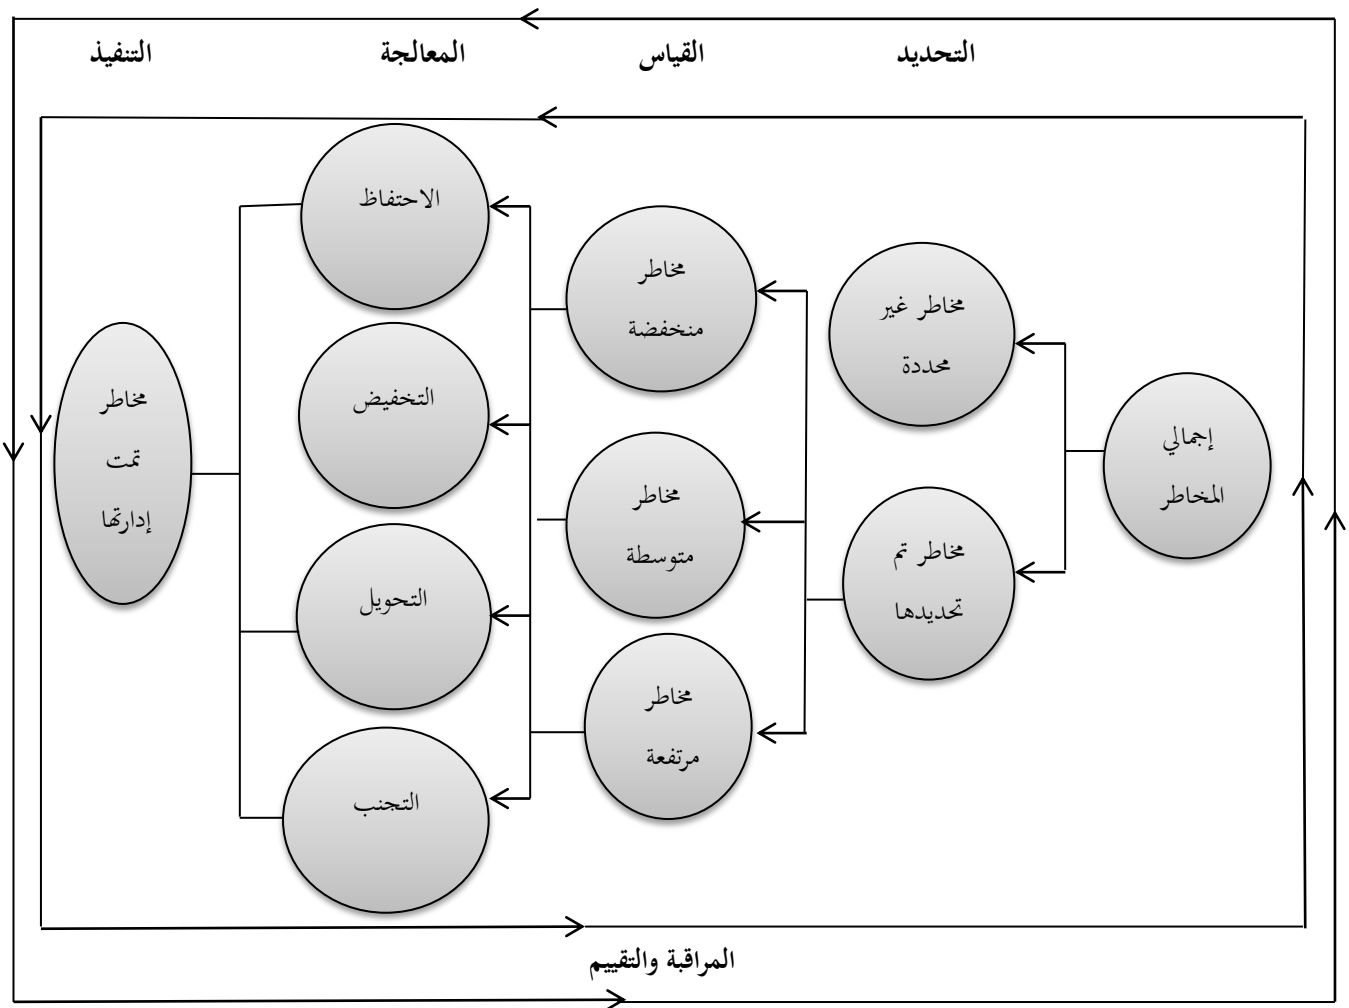 التحديد
القياس
المعالجة
التنفيذ
إجمالي
المخاطر
مخاطر غير
محددة
مخاطر تم
تحديدها
مخاطر
منخفضة
مخاطر
متوسطة
مخاطر
مرتفعة
الاحتفاظ
التخفيض
التحويل
التجنب
مخاطر
تمت
إدارتها
المراقبة والتقييم